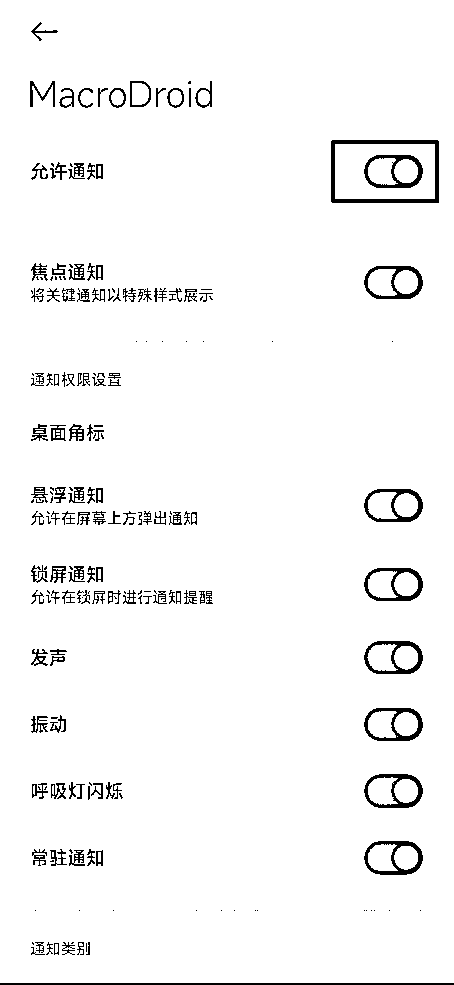 MacroDroid
允许通知
焦点通知
将关键通知以特殊样式展示
通知权限设置
桌面角标
悬浮通知
允许在屏幕上方弹出通知
锁屏通知
允许在锁屏时进行通知提醒
发声
振动
呼吸灯闪烁
常驻通知
通知类别